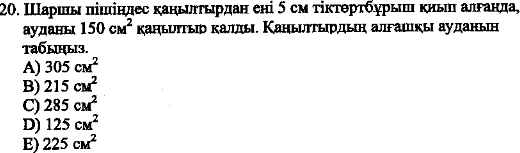 20. Шаршы пішіндес қаңылтырдан ені 5 см тіктөртбұрыш қиып алғанда,
ауданы 150 см² қаңылтыр қалды. Қаңылтырдың алғашқы ауданын
табыңыз.
A) 305 см²
B) 215 см²
C) 285 см²
D) 125 см²
E) 225 см²